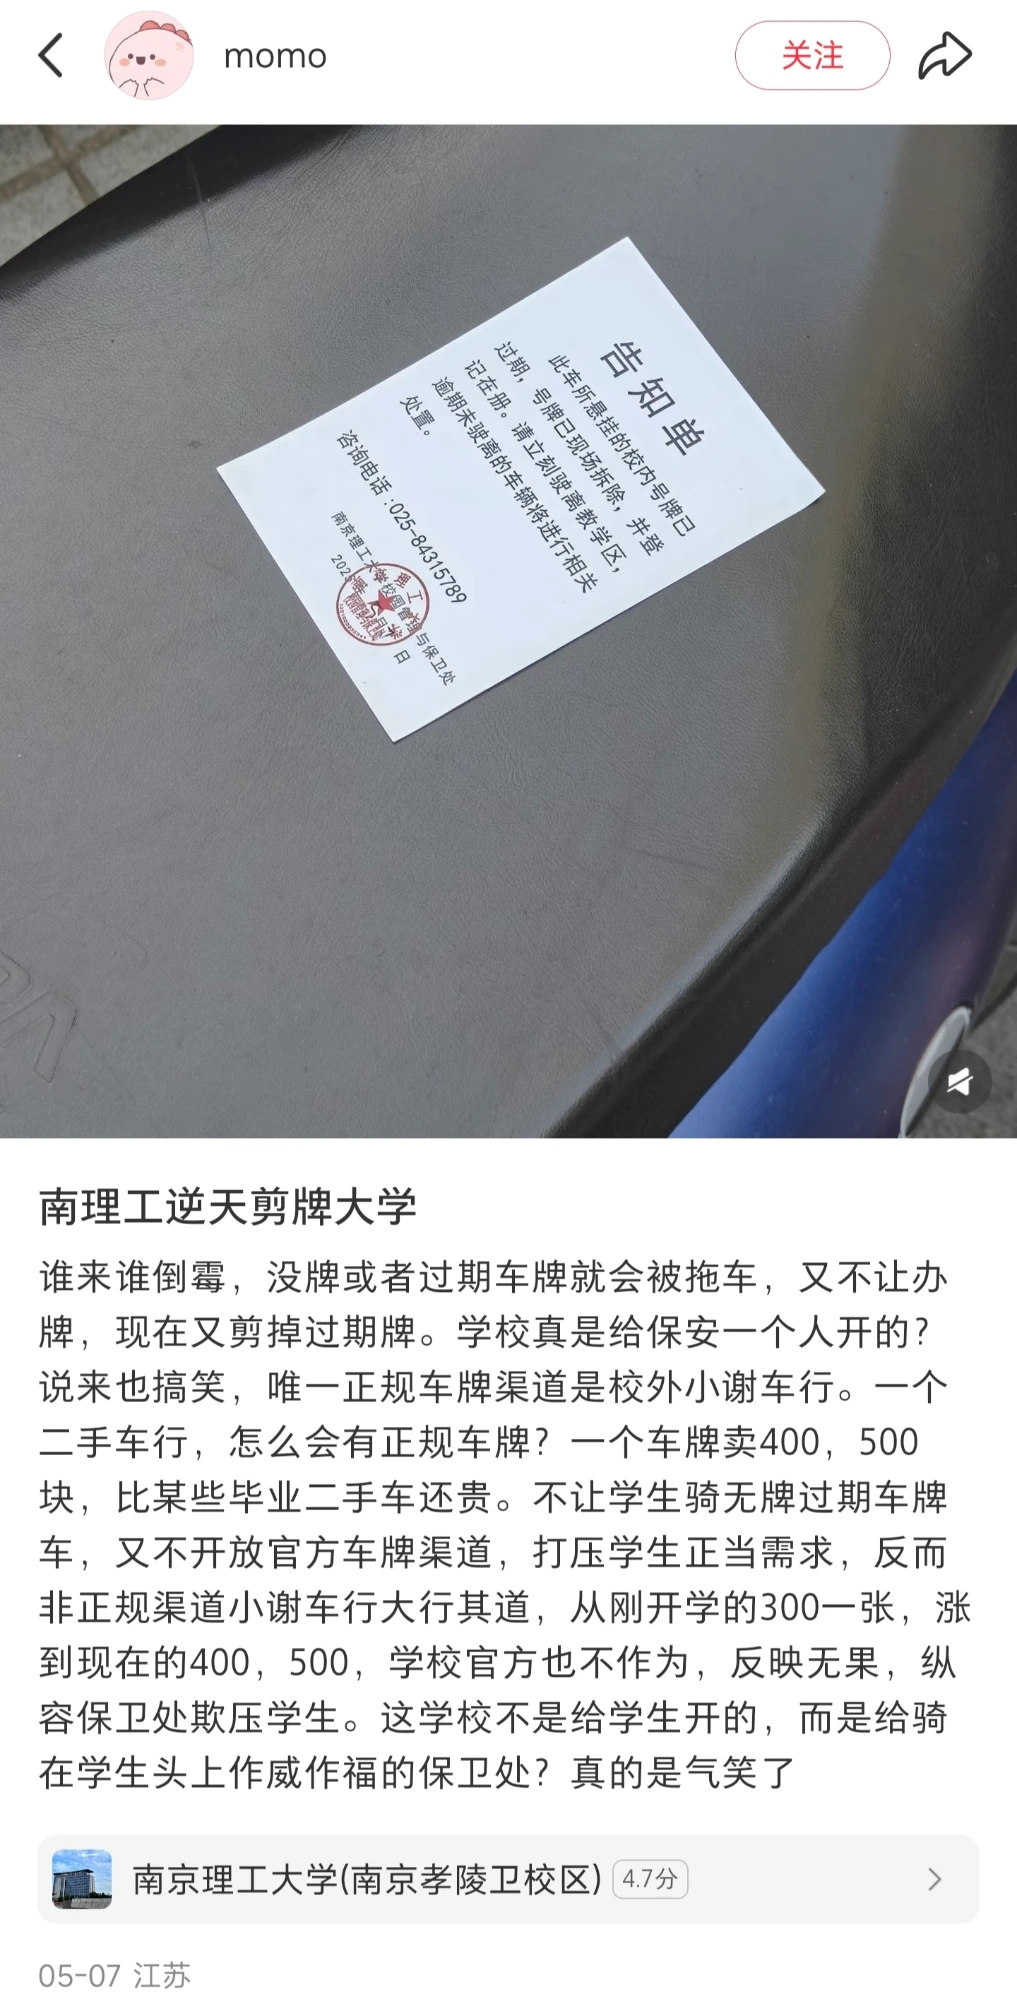 momo
关注
告知单
此车所悬挂的校内号牌已
过期，号牌已现场拆除，并登
记在册。请立刻驶离教学区，
逾期未驶离的车辆将进行相关
处置。
咨询电话：025-84315789
南京理工大学校园管理与保卫处
南理工逆天剪牌大学
谁来谁倒霉，没牌或者过期车牌就会被拖车，又不让办
牌，现在又剪掉过期牌。学校真是给保安一个人开的？
说来也搞笑，唯一正规车牌渠道是校外小谢车行。一个
二手车行，怎么会有正规车牌？一个车牌卖400，500
块，比某些毕业二手车还贵。不让学生骑无牌过期车牌
车，又不开放官方车牌渠道，打压学生正当需求，反而
非正规渠道小谢车行大行其道，从刚开学的300一张，涨
到现在的400，500，学校官方也不作为，反映无果，纵
容保卫处欺压学生。这学校不是给学生开的，而是给骑
在学生头上作威作福的保卫处？真的是气笑了
南京理工大学(南京孝陵卫校区) 4.7分
05-07 江苏